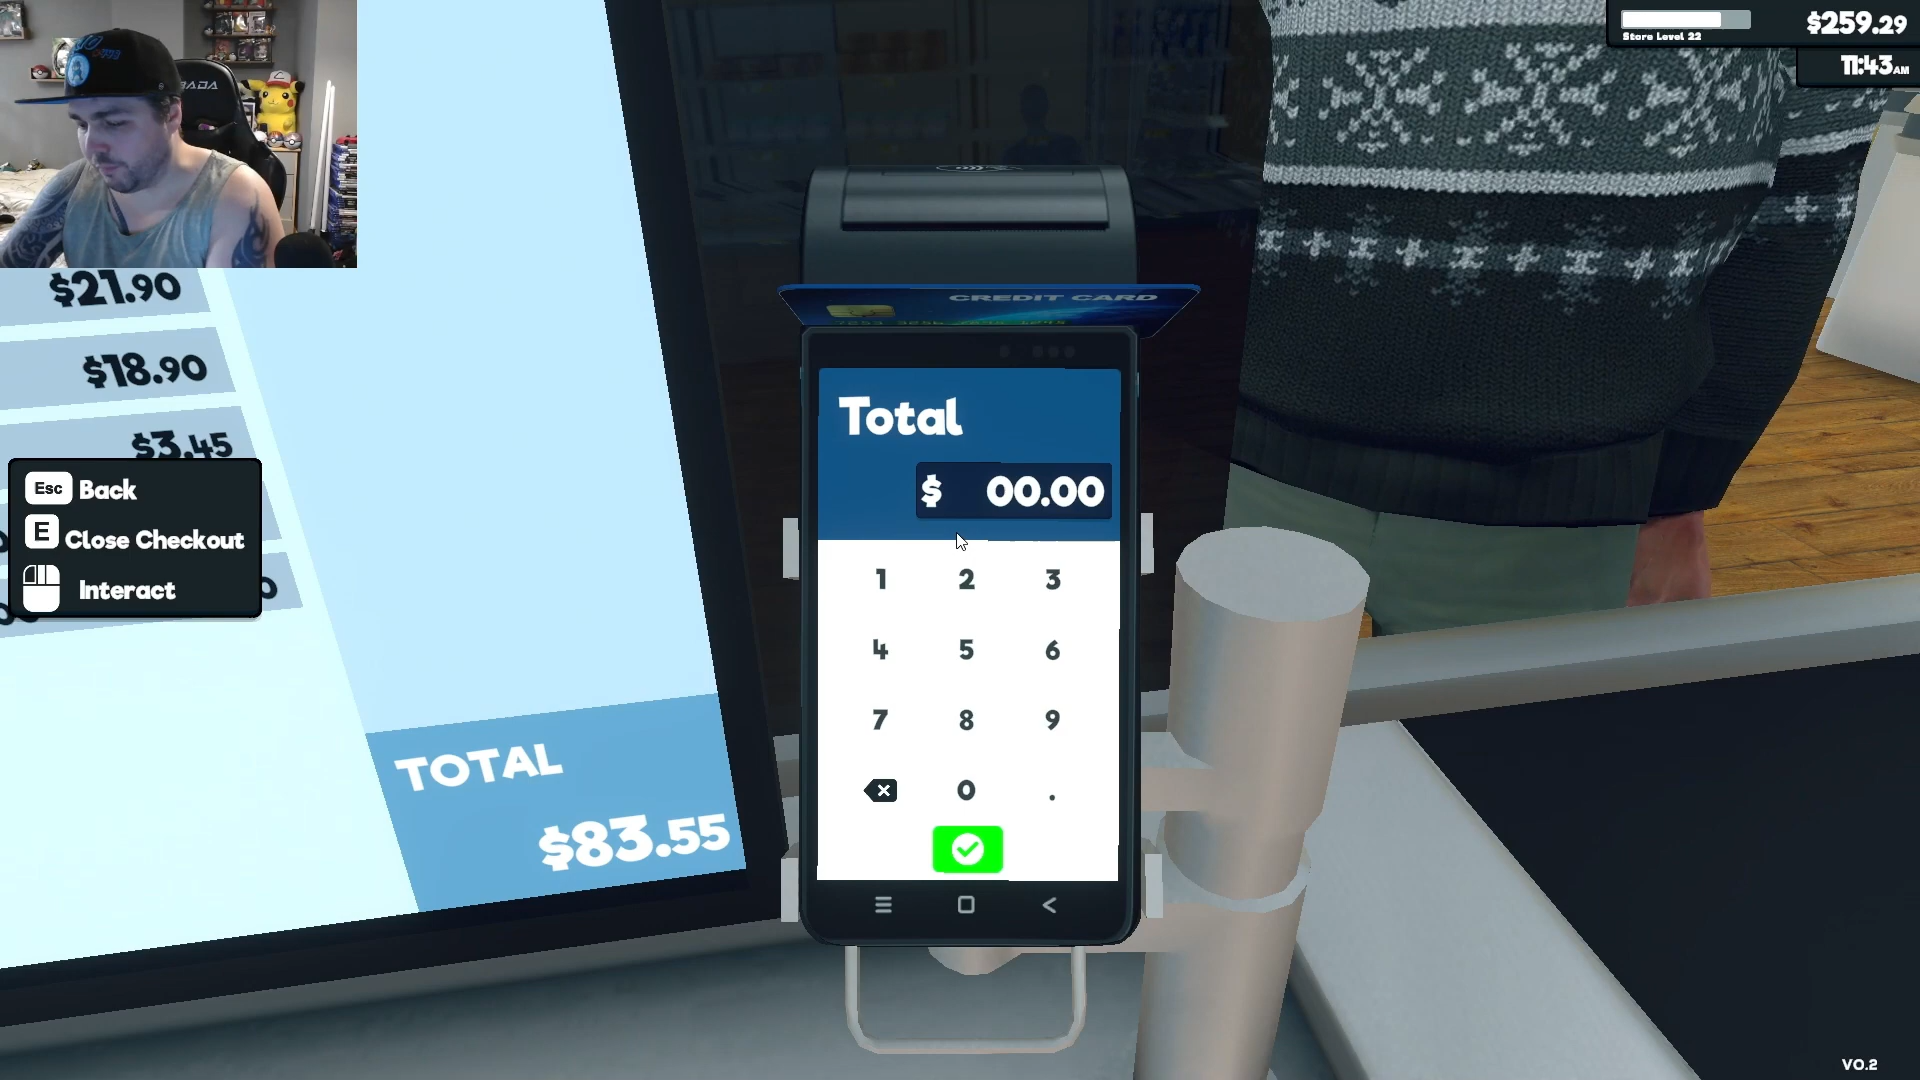 $259.29
Store Level 22
11:43AM
$21.90
$18.90
$3.45
Esc Back
E Close Checkout
Interact
CREDIT CARD
Total
$ 00.00
1 2 3
4 5 6
7 8 9
0 .
TOTAL
$83.55
V0.2